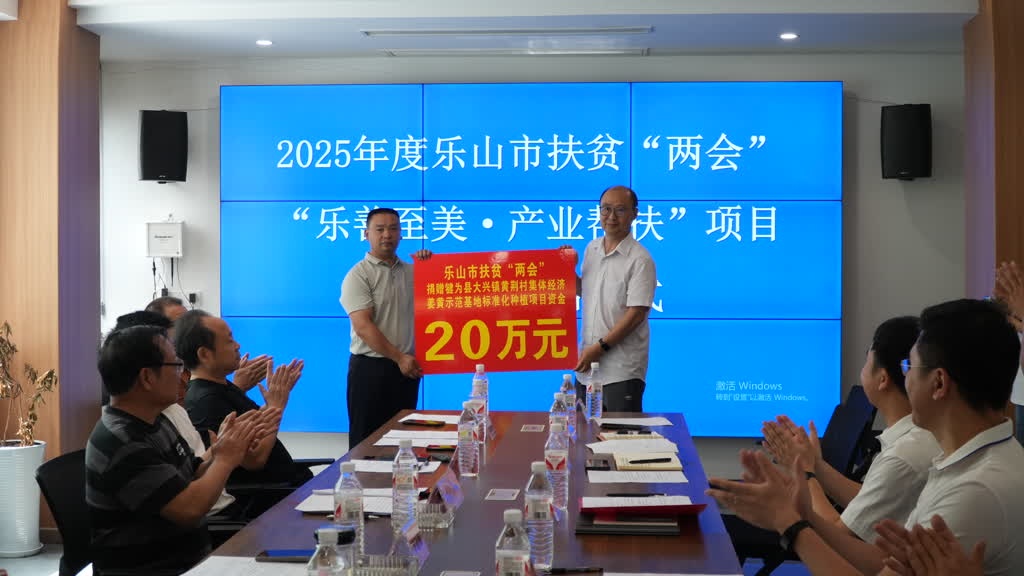 2025年度乐山市扶贫“两会”
“乐善至美·产业帮扶”项目
式
乐山市扶贫“两会”
捐赠犍为县大兴镇黄荆村集体经济
姜黄示范基地标准化种植项目资金
20万元
激活 Windows
转到“设置”以激活 Windows。